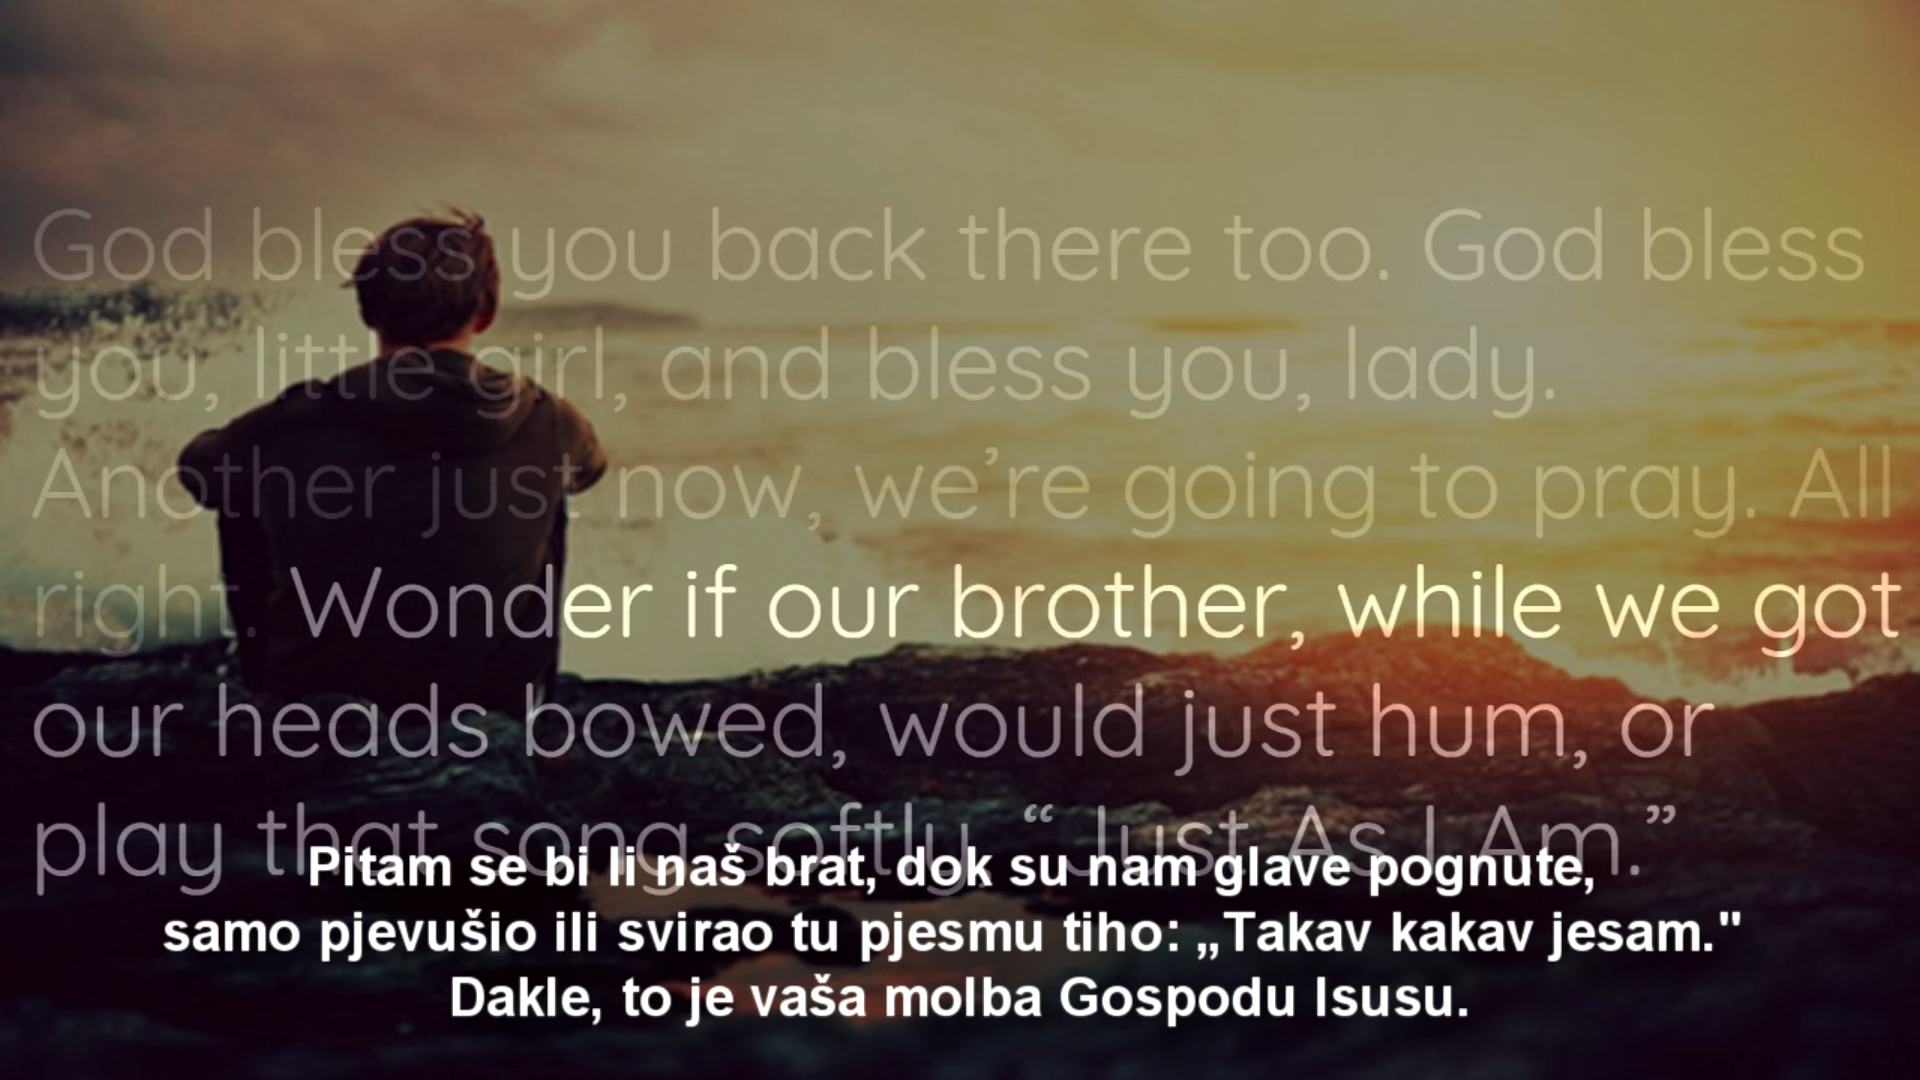 God bless you back there too. God bless
you, little girl, and bless you, lady.
Another just now, we’re going to pray. All
right. Wonder if our brother, while we got
our heads bowed, would just hum, or
play that song softly, “Just As I Am.”
Pitam se bi li naš brat, dok su nam glave pognute,
samo pjevušio ili svirao tu pjesmu tiho: „Takav kakav jesam."
Dakle, to je vaša molba Gospodu Isusu.